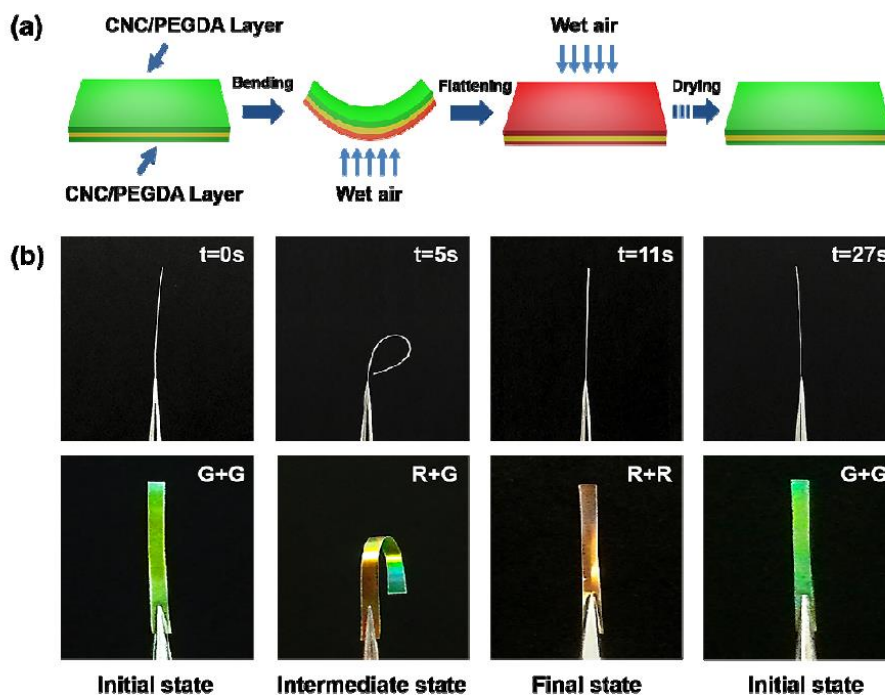 (a)
CNC/PEGDA Layer
Wet air
Bending
Flattening
Drying
CNC/PEGDA Layer
Wet air
(b)
t=0s
t=5s
t=11s
t=27s
G+G
R+G
R+R
G+G
Initial state
Intermediate state
Final state
Initial state